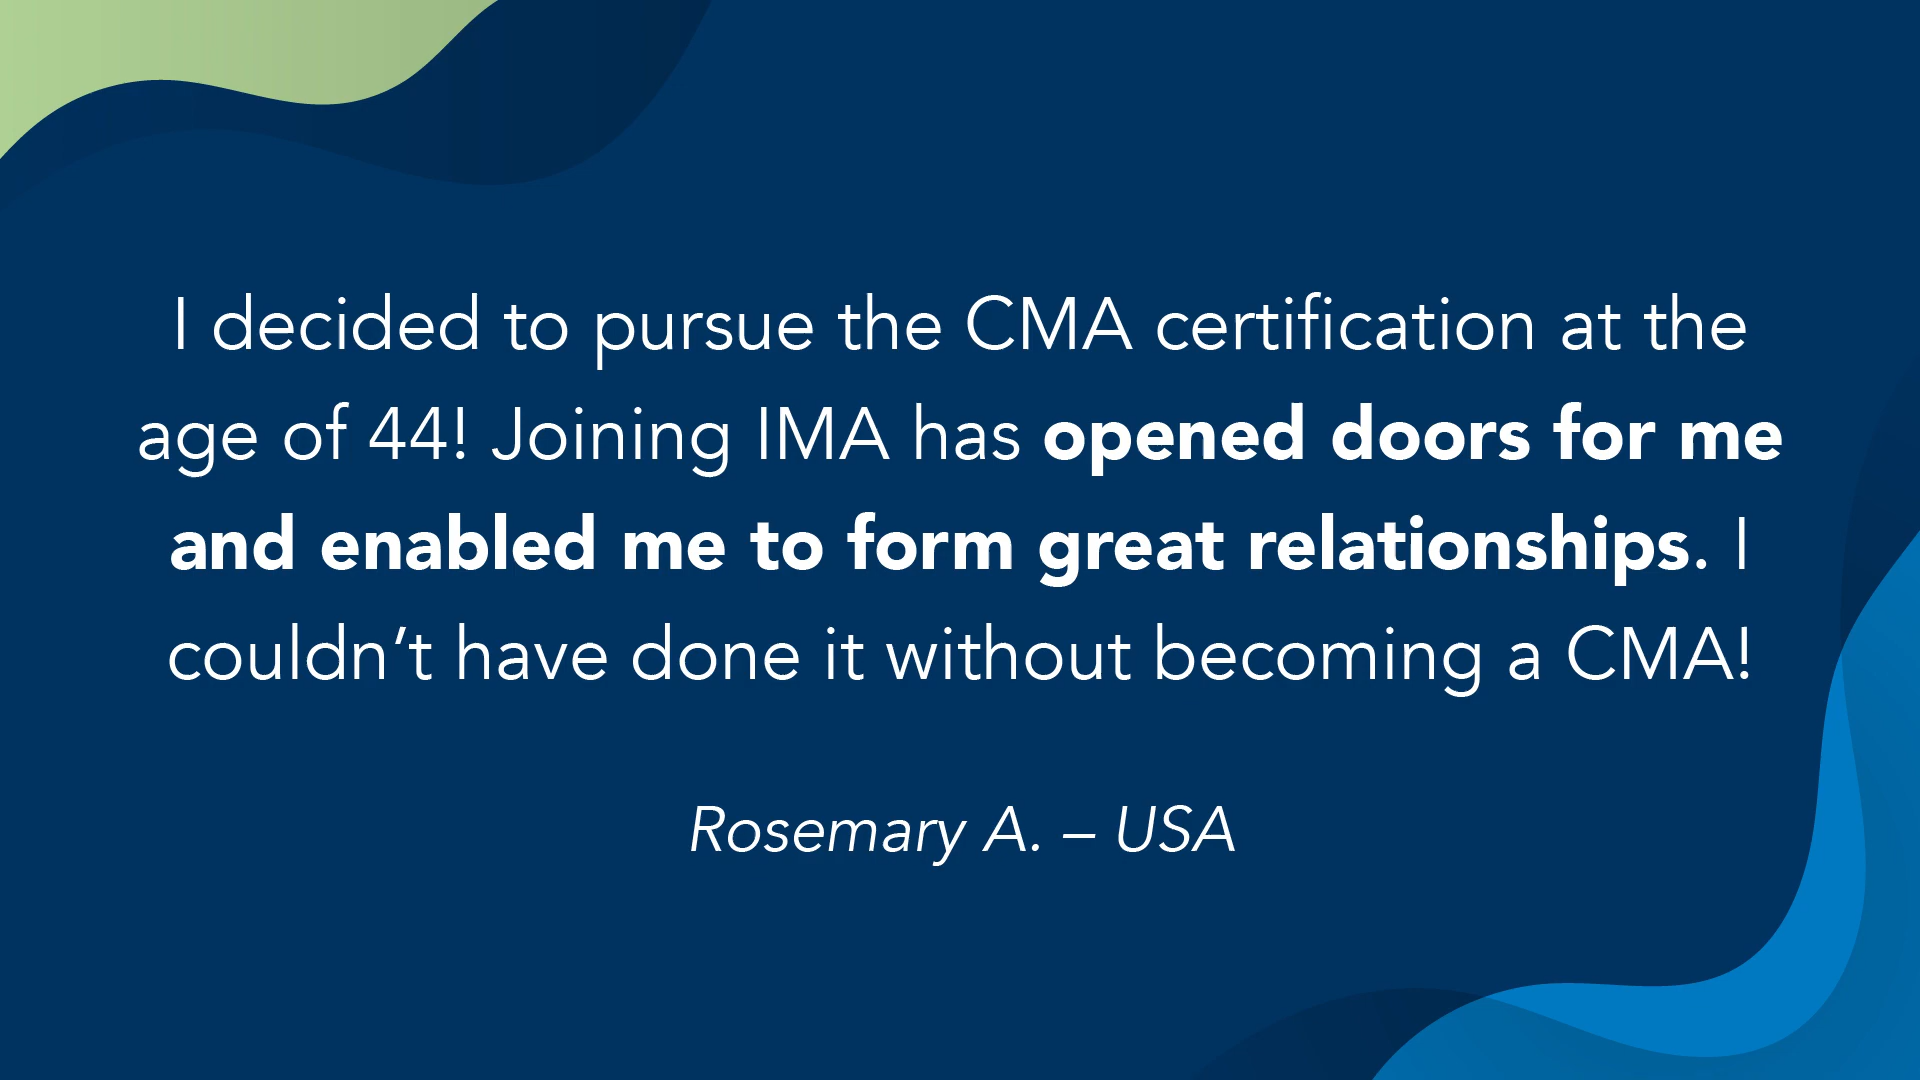 I decided to pursue the CMA certification at the
age of 44! Joining IMA has opened doors for me
and enabled me to form great relationships. I
couldn’t have done it without becoming a CMA!
Rosemary A. – USA